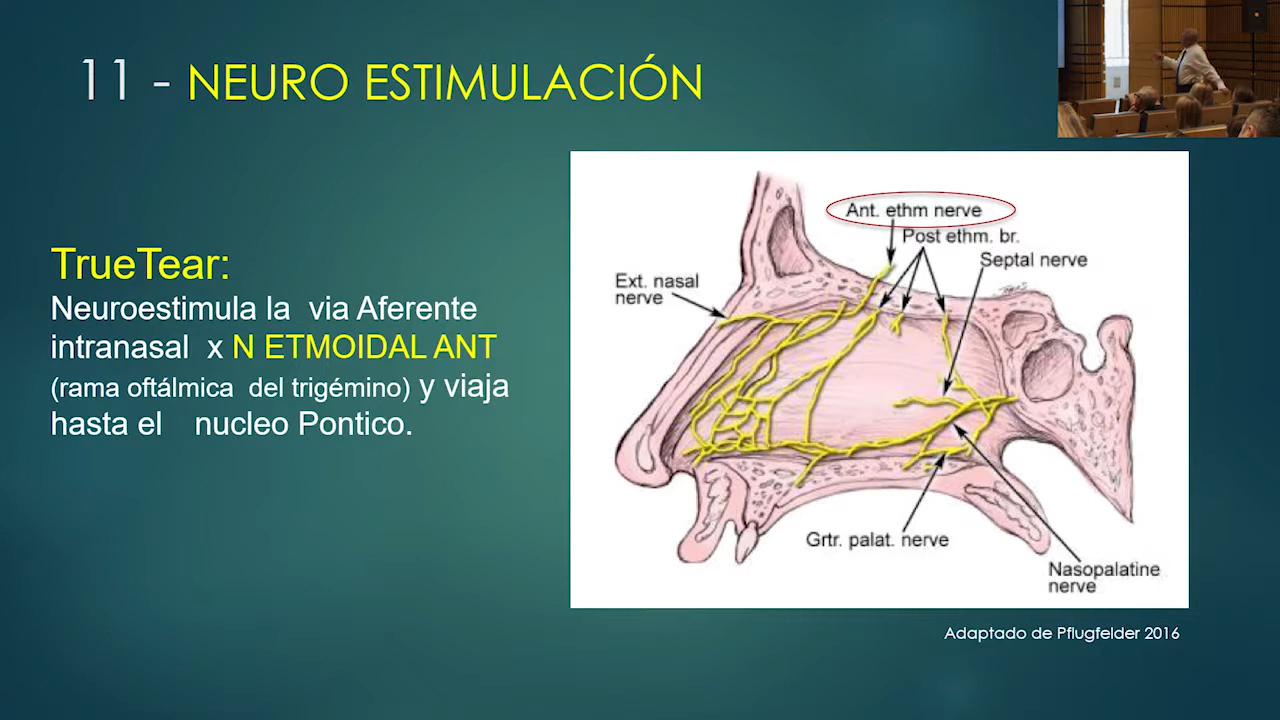 11 - NEURO ESTIMULACIÓN
TrueTear:
Neuroestimula la via Aferente
intranasal x N ETMOIDAL ANT
(rama oftálmica del trigémino) y viaja
hasta el nucleo Pontico.
Ant. ethm nerve
Post ethm. br.
Septal nerve
Ext. nasal
nerve
Grtr. palat. nerve
Nasopalatine
nerve
Adaptado de Pflugfelder 2016